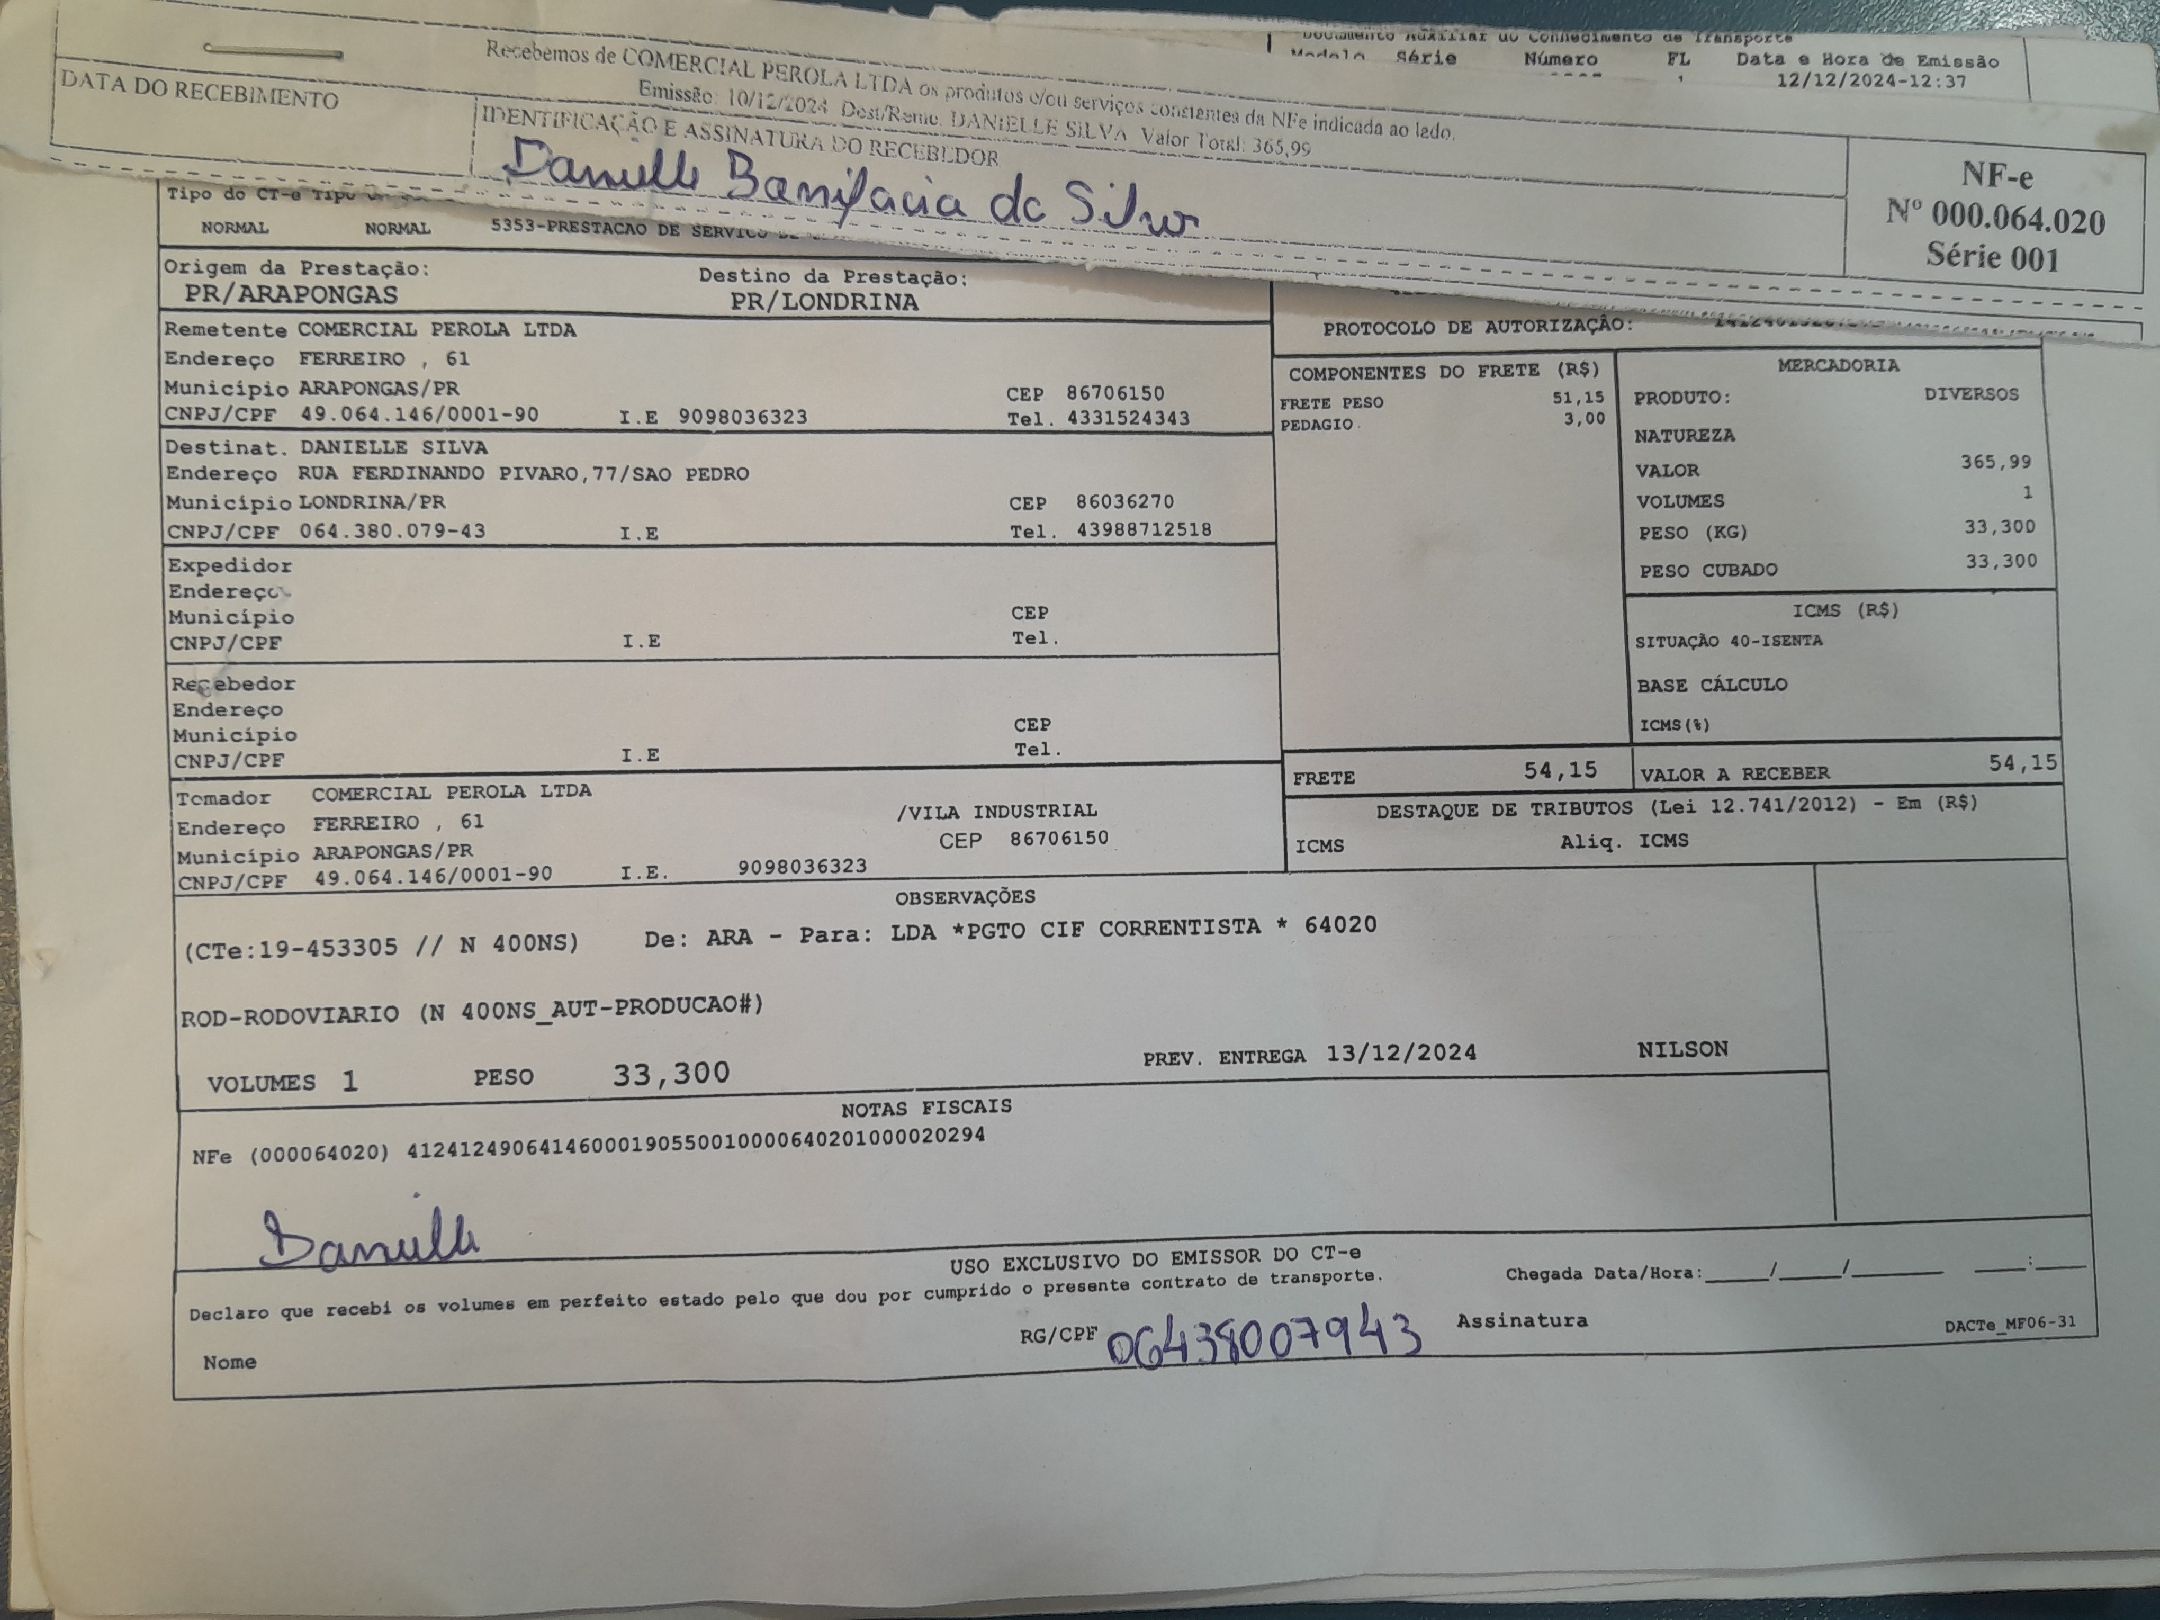 Recebemos de COMERCIAL PEROLA LTDA os produtos e/ou serviços constantes da NFe indicada ao lado.
Emissão: 10/12/2024 Dest/Reme: DANIELLE SILVA Valor Total: 365,99
DATA DO RECEBIMENTO
IDENTIFICAÇÃO E ASSINATURA DO RECEBEDOR
Danielle Bonifacia da Silva
NF-e
Nº 000.064.020
Série 001
Documento Auxiliar do Conhecimento de Transporte
Modelo Série Número FL Data e Hora de Emissão
12/12/2024-12:37
Tipo do CT-e Tipo
NORMAL NORMAL 5353-PRESTACAO DE SERVICO
Origem da Prestação: Destino da Prestação:
PR/ARAPONGAS PR/LONDRINA
PROTOCOLO DE AUTORIZAÇÃO:
Remetente COMERCIAL PEROLA LTDA
Endereço FERREIRO , 61
Município ARAPONGAS/PR CEP 86706150
CNPJ/CPF 49.064.146/0001-90 I.E 9098036323 Tel. 4331524343
Destinat. DANIELLE SILVA
Endereço RUA FERDINANDO PIVARO,77/SAO PEDRO
Município LONDRINA/PR CEP 86036270
CNPJ/CPF 064.380.079-43 I.E Tel. 43988712518
Expedidor
Endereço
Município CEP
CNPJ/CPF I.E Tel.
Recebedor
Endereço
Município CEP
CNPJ/CPF I.E Tel.
Tomador COMERCIAL PEROLA LTDA
Endereço FERREIRO , 61 /VILA INDUSTRIAL
Município ARAPONGAS/PR CEP 86706150
CNPJ/CPF 49.064.146/0001-90 I.E. 9098036323
COMPONENTES DO FRETE (R$)
FRETE PESO 51,15
PEDAGIO. 3,00
MERCADORIA
PRODUTO: DIVERSOS
NATUREZA
VALOR 365,99
VOLUMES 1
PESO (KG) 33,300
PESO CUBADO 33,300
ICMS (R$)
SITUAÇÃO 40-ISENTA
BASE CÁLCULO
ICMS(%)
FRETE 54,15 VALOR A RECEBER 54,15
DESTAQUE DE TRIBUTOS (Lei 12.741/2012) - Em (R$)
ICMS Aliq. ICMS
OBSERVAÇÕES
(CTe:19-453305 // N 400NS) De: ARA - Para: LDA *PGTO CIF CORRENTISTA * 64020
ROD-RODOVIARIO (N 400NS_AUT-PRODUCAO#)
VOLUMES 1 PESO 33,300 PREV. ENTREGA 13/12/2024 NILSON
NOTAS FISCAIS
NFe (000064020) 41241249064146000190550010000640201000020294
Danielle
USO EXCLUSIVO DO EMISSOR DO CT-e
Declaro que recebi os volumes em perfeito estado pelo que dou por cumprido o presente contrato de transporte. Chegada Data/Hora:_____/_____/_______ ____:____
Nome RG/CPF 06438007943 Assinatura DACTe_MF06-31